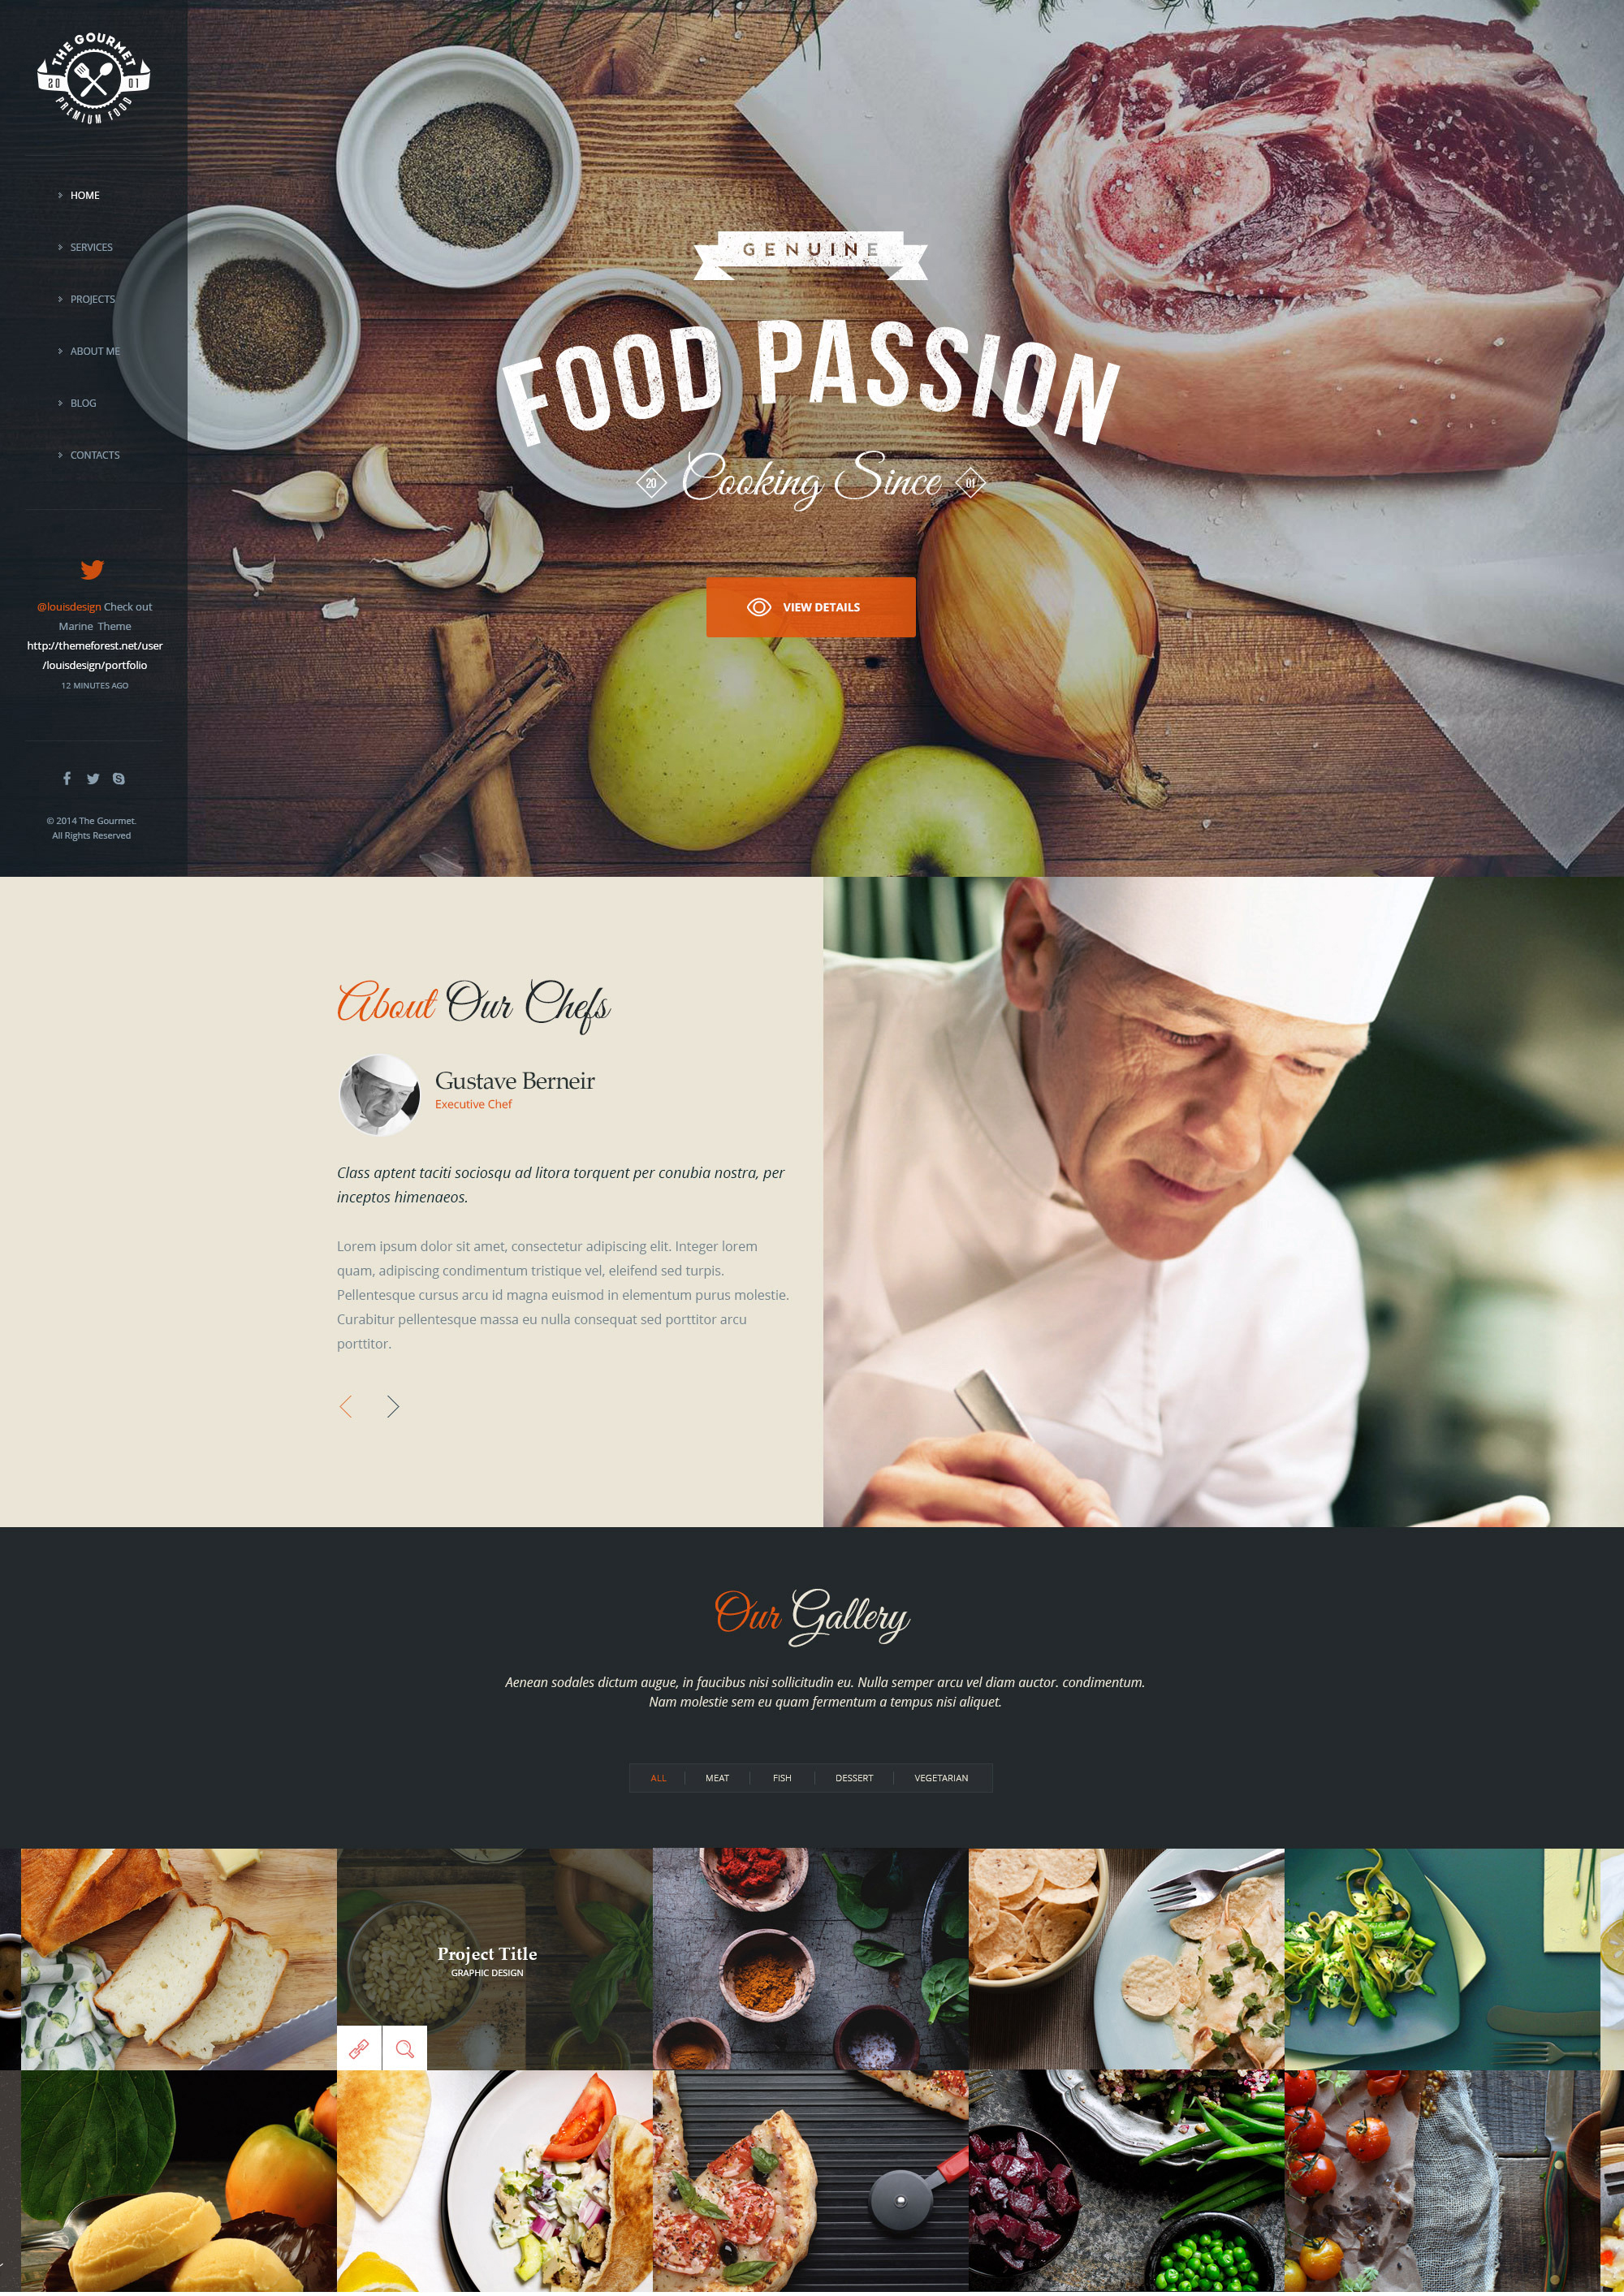 THE GOURMET
20 01
PREMIUM FOOD
HOME
SERVICES
PROJECTS
ABOUT ME
BLOG
CONTACTS
@louisdesign Check out
Marine Theme
http://themeforest.net/user
/louisdesign/portfolio
12 MINUTES AGO
© 2014 The Gourmet.
All Rights Reserved
GENUINE
FOOD PASSION
20 Cooking Since 01
VIEW DETAILS
About Our Chefs
Gustave Berneir
Executive Chef
Class aptent taciti sociosqu ad litora torquent per conubia nostra, per
inceptos himenaeos.
Lorem ipsum dolor sit amet, consectetur adipiscing elit. Integer lorem
quam, adipiscing condimentum tristique vel, eleifend sed turpis.
Pellentesque cursus arcu id magna euismod in elementum purus molestie.
Curabitur pellentesque massa eu nulla consequat sed porttitor arcu
porttitor.
Our Gallery
Aenean sodales dictum augue, in faucibus nisi sollicitudin eu. Nulla semper arcu vel diam auctor. condimentum.
Nam molestie sem eu quam fermentum a tempus nisi aliquet.
ALL MEAT FISH DESSERT VEGETARIAN
Project Title
GRAPHIC DESIGN